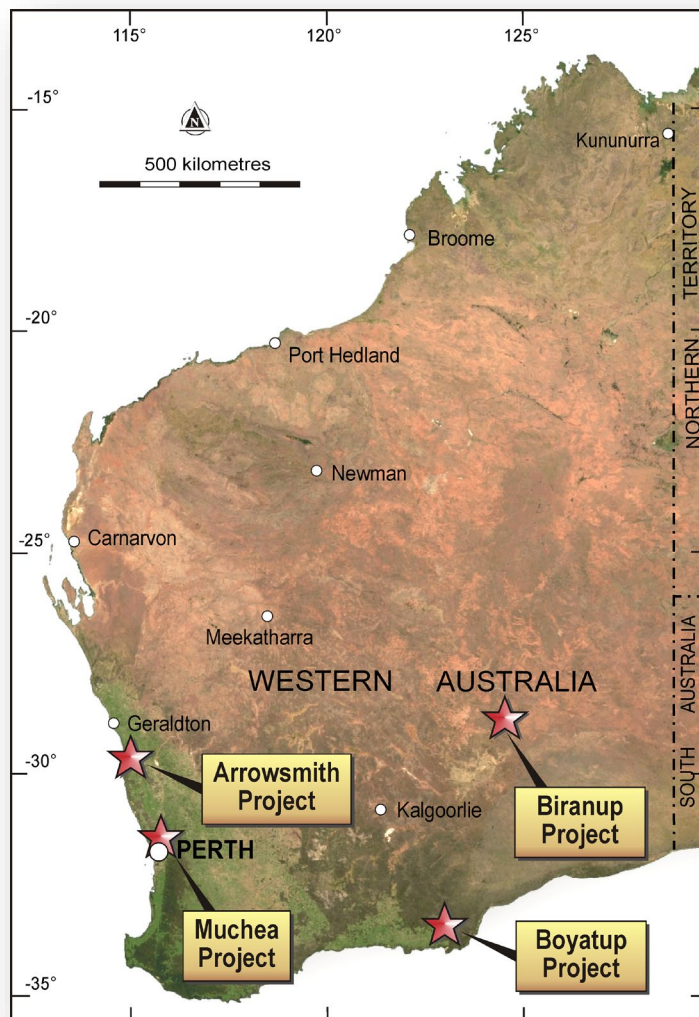 115°
120°
125°
-15°
N
500 kilometres
Kununurra
Broome
NORTHERN TERRITORY
-20°
Port Hedland
Newman
-25°
Carnarvon
Meekatharra
WESTERN AUSTRALIA
SOUTH AUSTRALIA
Geraldton
-30°
Arrowsmith
Project
Kalgoorlie
Biranup
Project
PERTH
Muchea
Project
Boyatup
Project
-35°